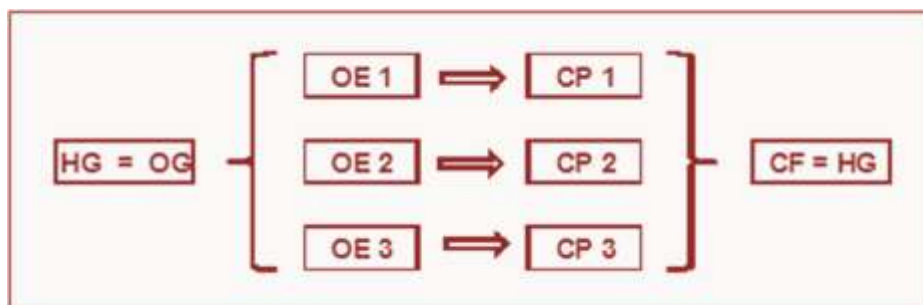 OE 1 CP 1
HG = OG OE 2 CP 2 CF = HG
OE 3 CP 3